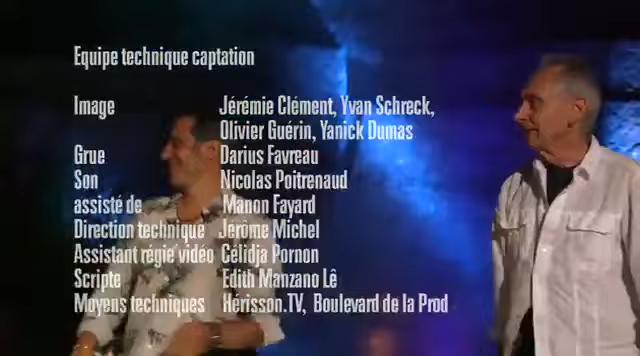 Equipe technique captation
Image Jérémie Clément, Yvan Schreck,
Olivier Guérin, Yanick Dumas
Grue Darius Favreau
Son Nicolas Poitrenaud
assisté de Manon Fayard
Direction technique Jérôme Michel
Assistant régie vidéo Célidja Pornon
Scripte Edith Manzano Lê
Moyens techniques Hérisson.TV, Boulevard de la Prod